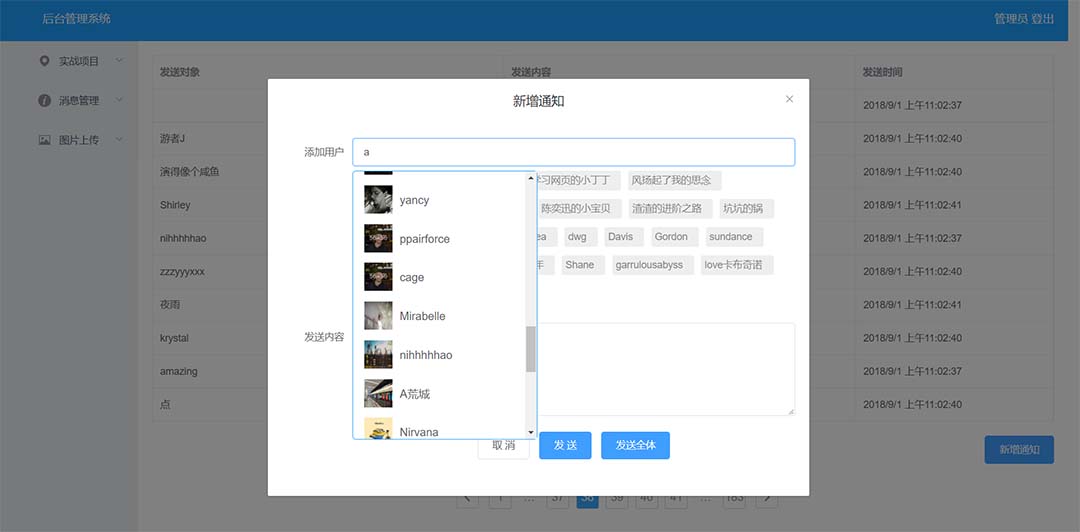 后台管理系统
管理员 登出
实战项目
消息管理
图片上传
发送对象 发送内容 发送时间
2018/9/1 上午11:02:37
游者J 2018/9/1 上午11:02:40
演得像个咸鱼 2018/9/1 上午11:02:40
Shirley 2018/9/1 上午11:02:41
nihhhhhao 2018/9/1 上午11:02:37
zzzyyyxxx 2018/9/1 上午11:02:40
夜雨 2018/9/1 上午11:02:41
krystal 2018/9/1 上午11:02:40
amazing 2018/9/1 上午11:02:37
点 2018/9/1 上午11:02:40
新增通知
添加用户 a
学习网页的小丁丁 风扬起了我的思念
陈奕迅的小宝贝 渣渣的进阶之路 坑坑的锅
ea dwg Davis Gordon sundance
年 Shane garrulousabyss love卡布奇诺
yancy
ppairforce
cage
Mirabelle
nihhhhhao
A荒城
Nirvana
发送内容
取 消 发 送 发送全体
新增通知
1 … 37 38 39 40 41 … 183